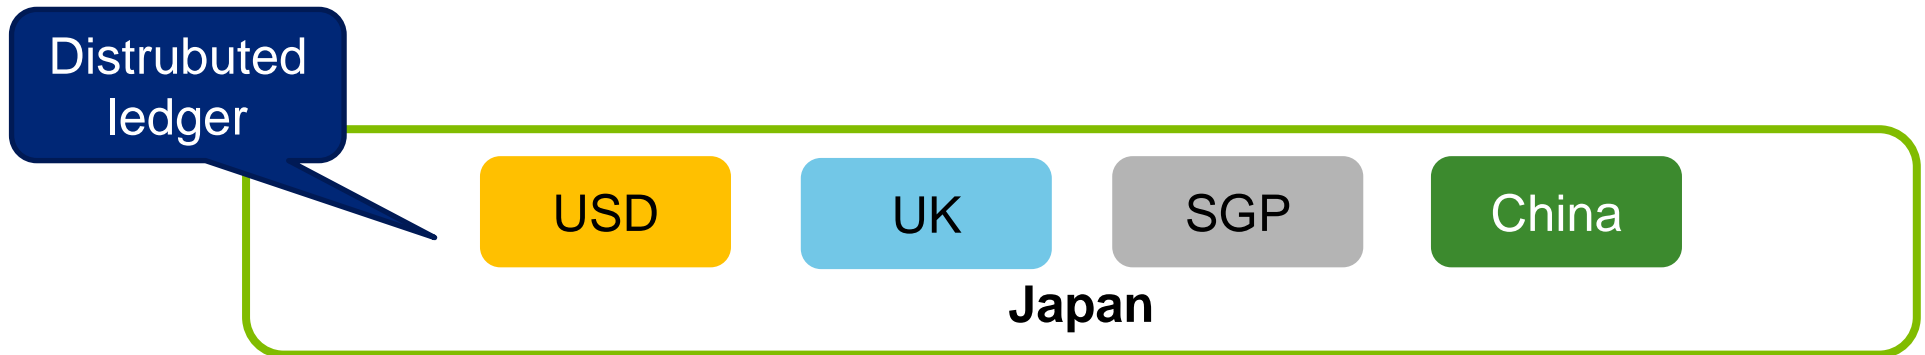 Distrubuted
ledger
USD
UK
SGP
China
Japan